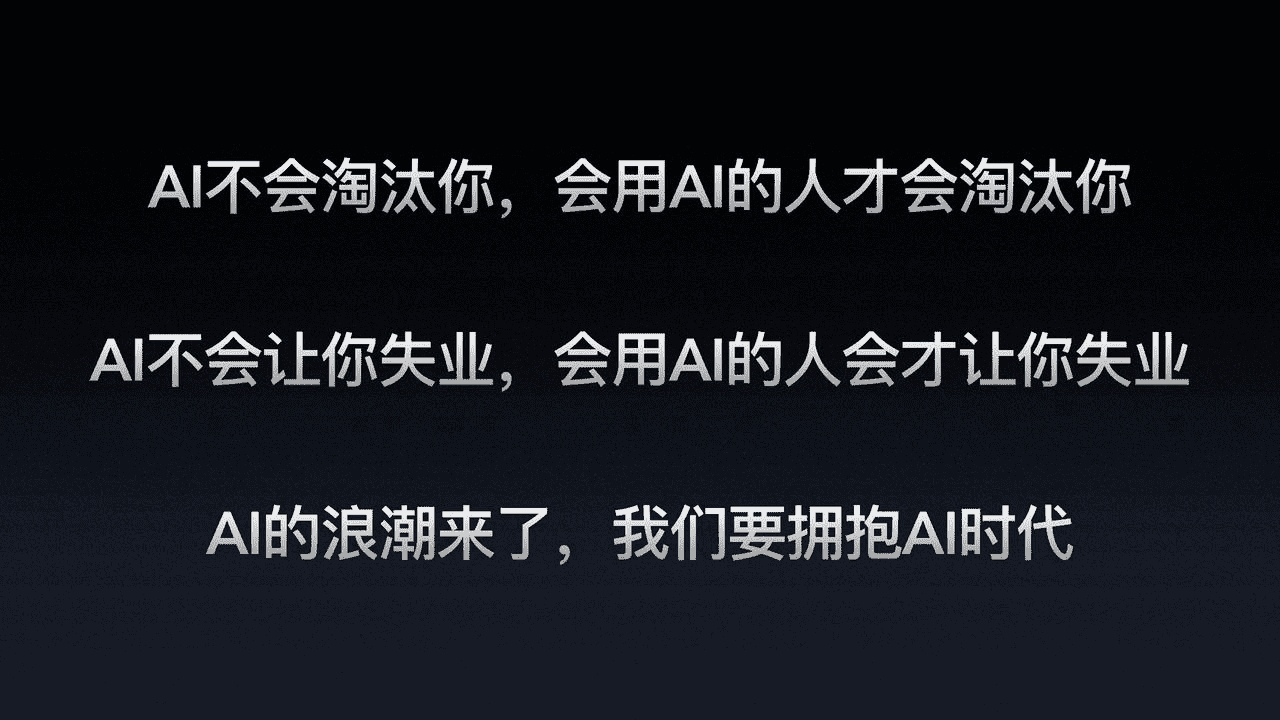 AI不会淘汰你，会用AI的人才会淘汰你
AI不会让你失业，会用AI的人会才让你失业
AI的浪潮来了，我们要拥抱AI时代